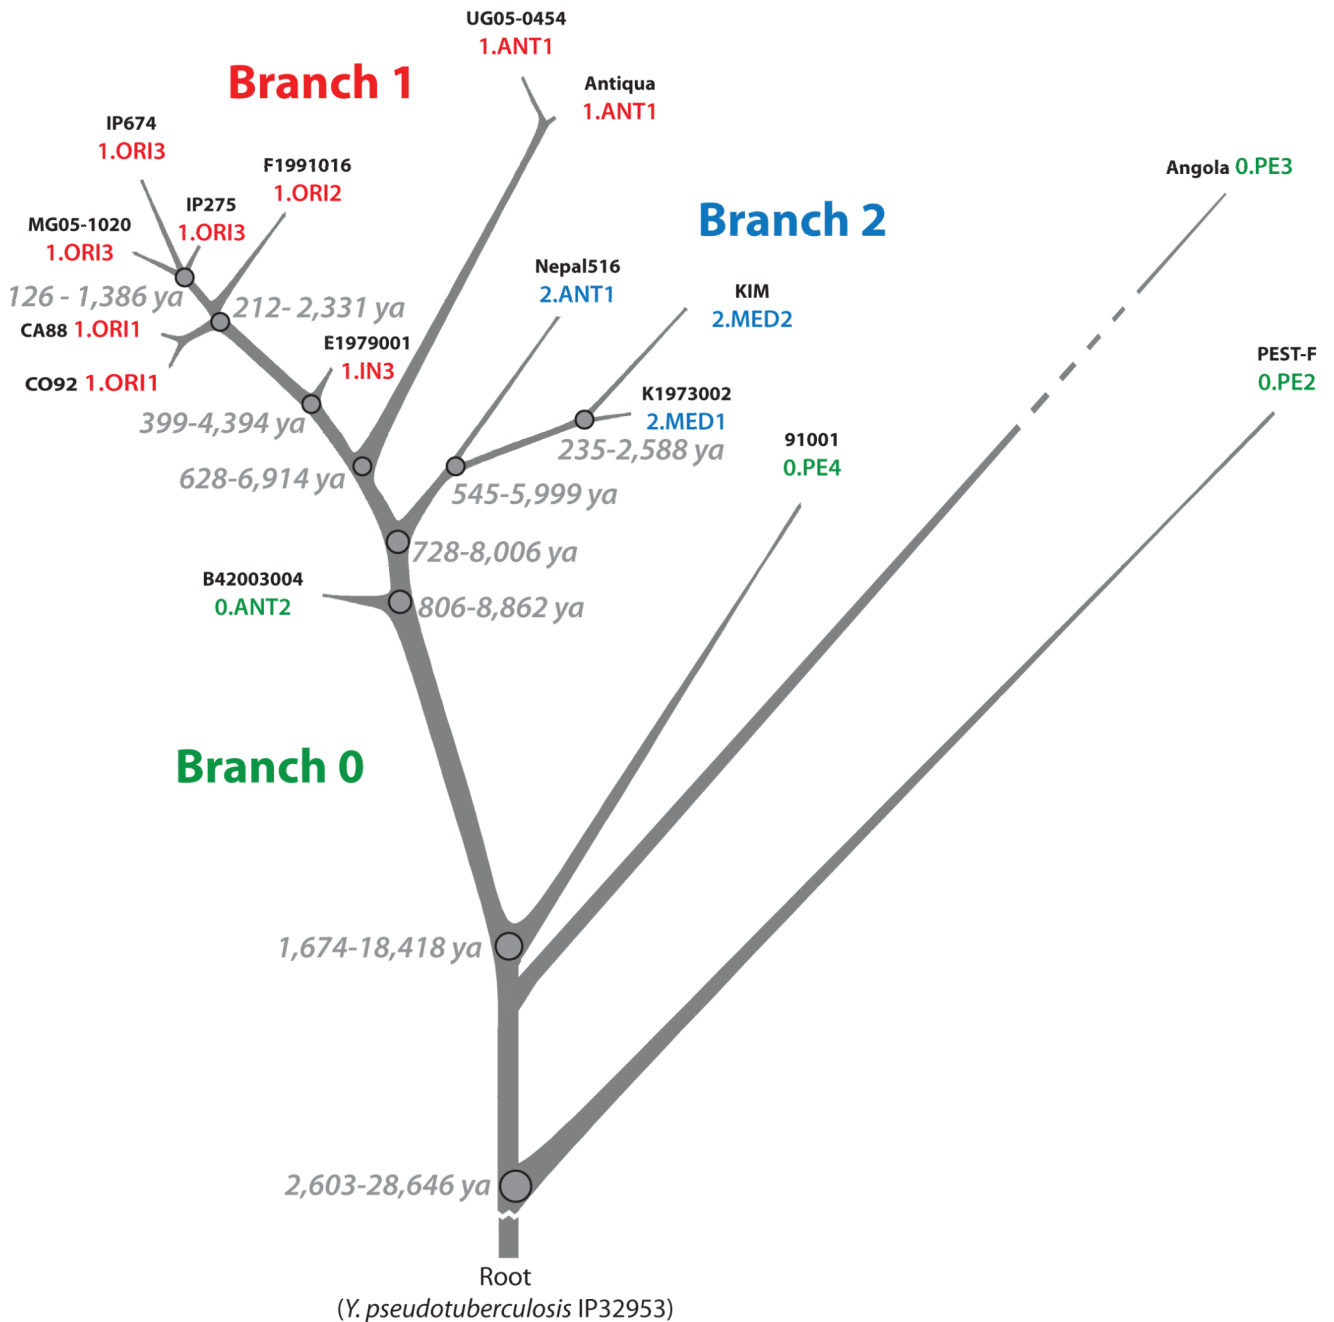 UG05-0454
1.ANT1
Branch 1
Antiqua
1.ANT1
IP674
1.ORI3
F1991016
1.ORI2
Angola 0.PE3
IP275
1.ORI3
MG05-1020
1.ORI3
Branch 2
Nepal516
2.ANT1
KIM
2.MED2
126 - 1,386 ya
212- 2,331 ya
CA88 1.ORI1
E1979001
1.IN3
PEST-F
0.PE2
CO92 1.ORI1
K1973002
2.MED1
399-4,394 ya
235-2,588 ya
91001
0.PE4
628-6,914 ya
545-5,999 ya
728-8,006 ya
B42003004
0.ANT2
806-8,862 ya
Branch 0
1,674-18,418 ya
2,603-28,646 ya
Root
(Y. pseudotuberculosis IP32953)